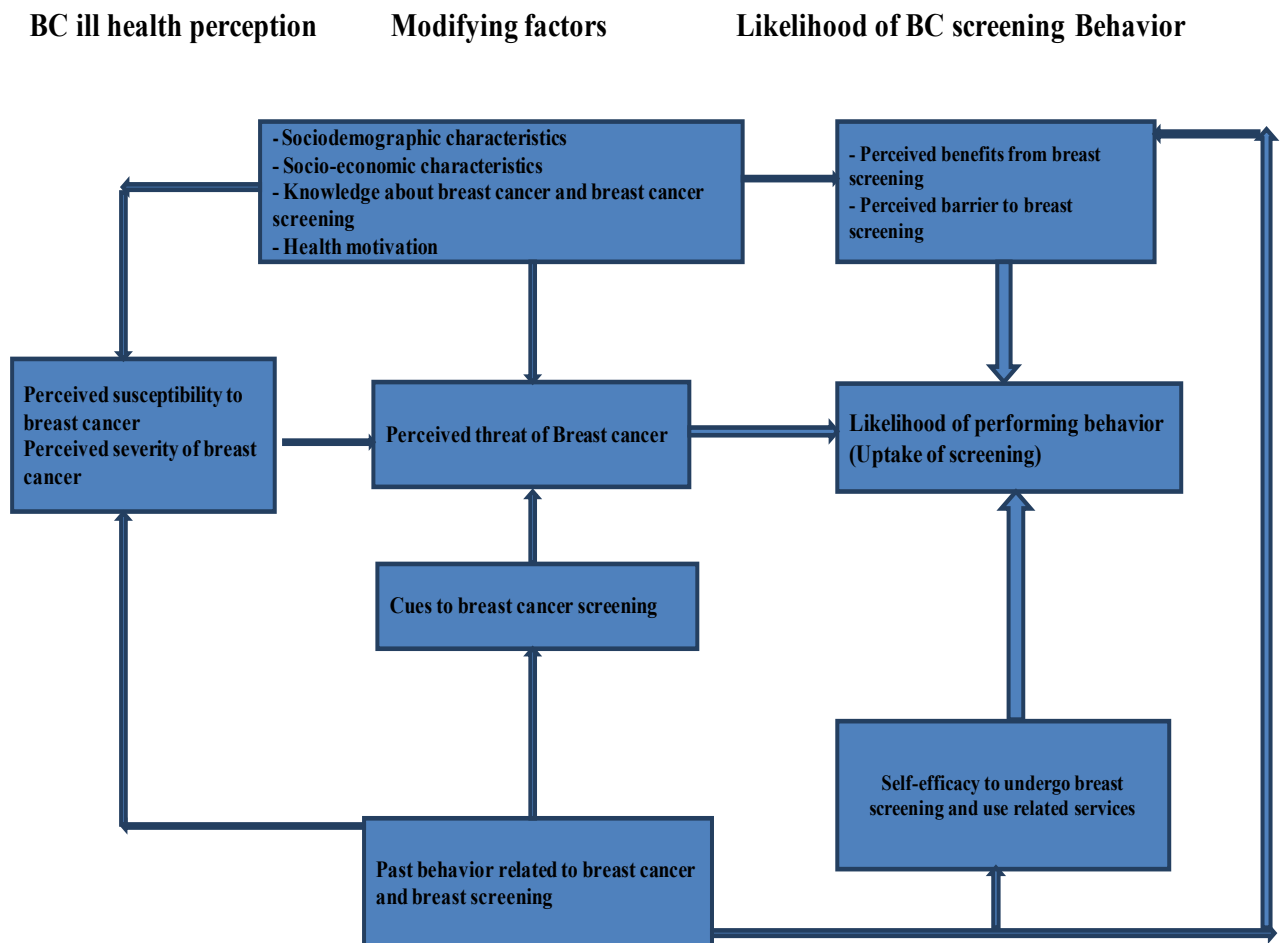 BC ill health perception
Modifying factors
Likelihood of BC screening Behavior
- Sociodemographic characteristics
- Socio-economic characteristics
- Knowledge about breast cancer and breast cancer
screening
- Health motivation
- Perceived benefits from breast
screening
- Perceived barrier to breast
screening
Perceived susceptibility to
breast cancer
Perceived severity of breast
cancer
Perceived threat of Breast cancer
Likelihood of performing behavior
(Uptake of screening)
Cues to breast cancer screening
Self-efficacy to undergo breast
screening and use related services
Past behavior related to breast cancer
and breast screening